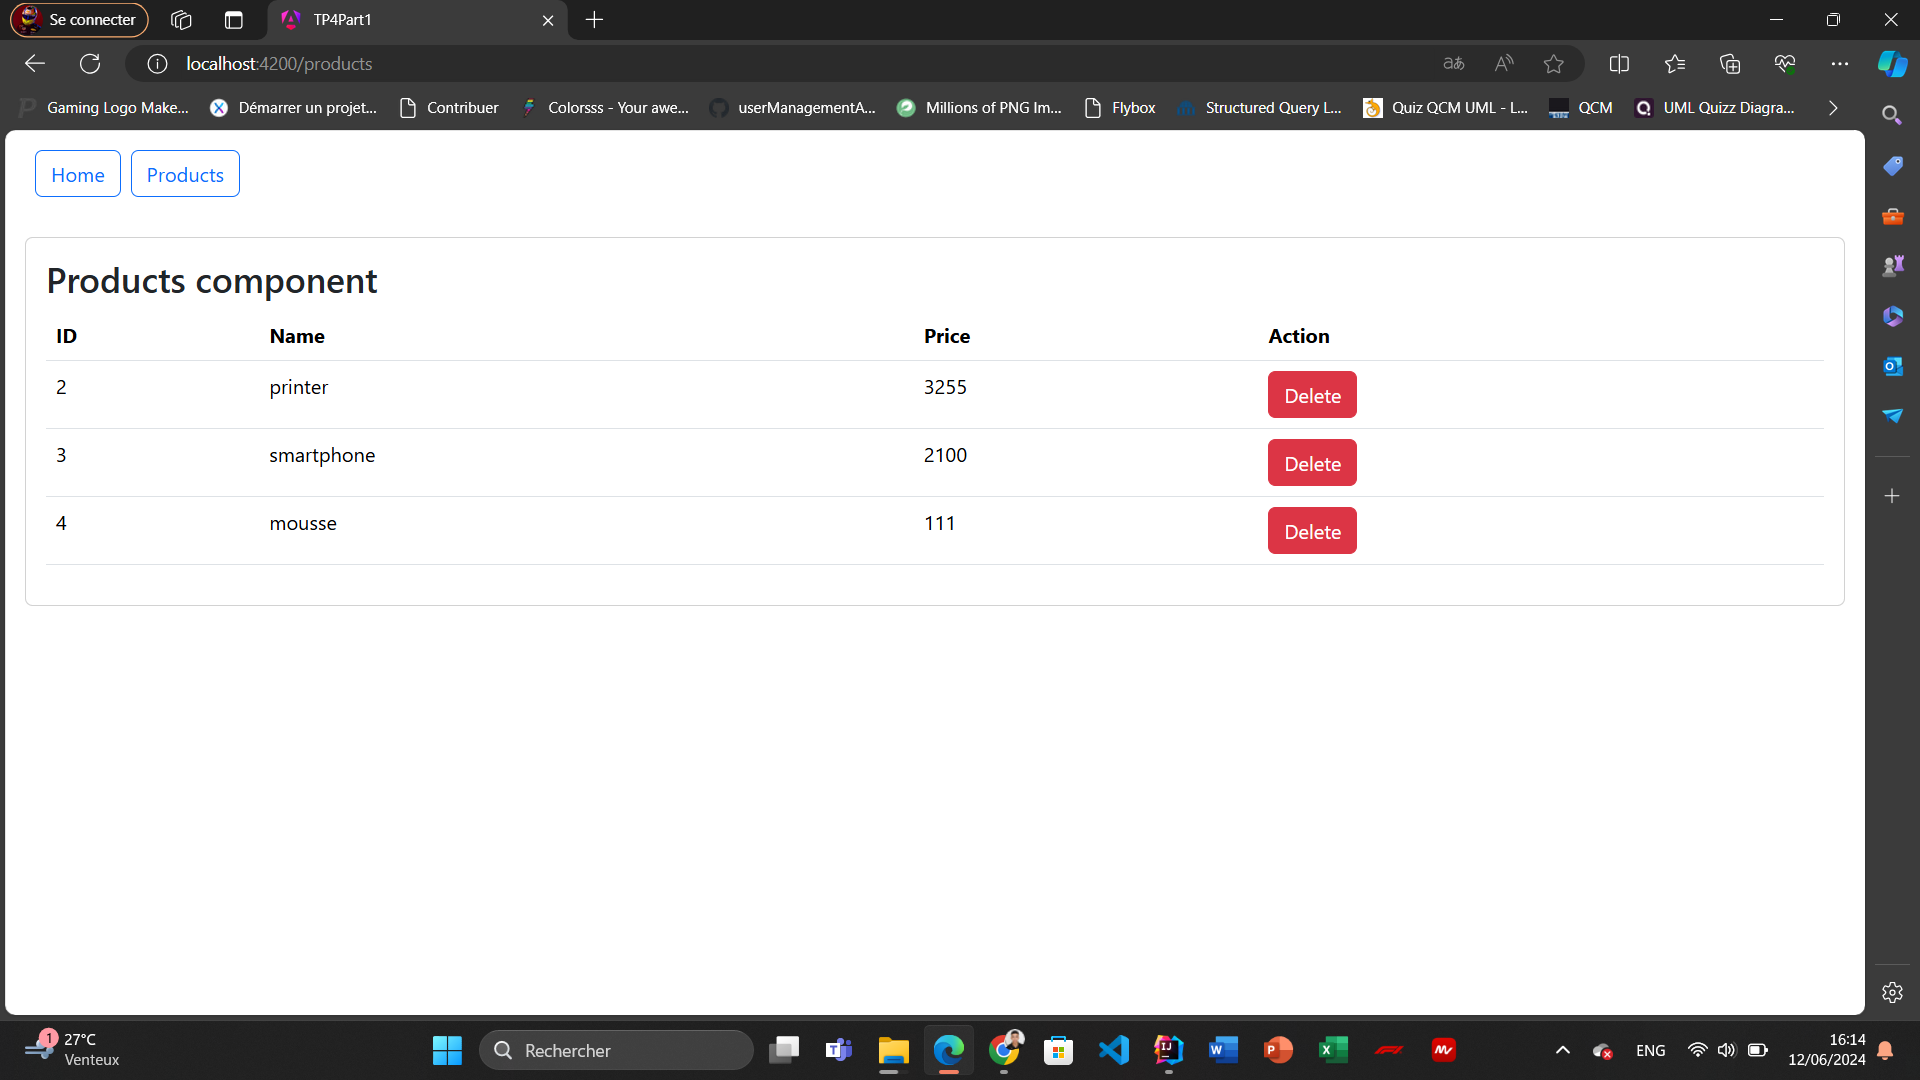 Se connecter
TP4Part1
localhost:4200/products
Gaming Logo Make... Démarrer un projet... Contribuer Colorsss - Your awe... userManagementA... Millions of PNG Im... Flybox Structured Query L... Quiz QCM UML - L... QCM UML Quizz Diagra...
Home Products
Products component
ID Name Price Action
2 printer 3255 Delete
3 smartphone 2100 Delete
4 mousse 111 Delete
1
27°C
Venteux
Rechercher
ENG
16:14
12/06/2024